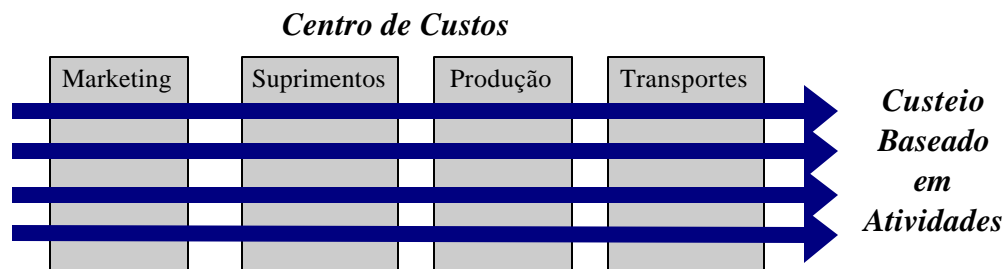 Centro de Custos
Marketing
Suprimentos
Produção
Transportes
Custeio
Baseado
em
Atividades